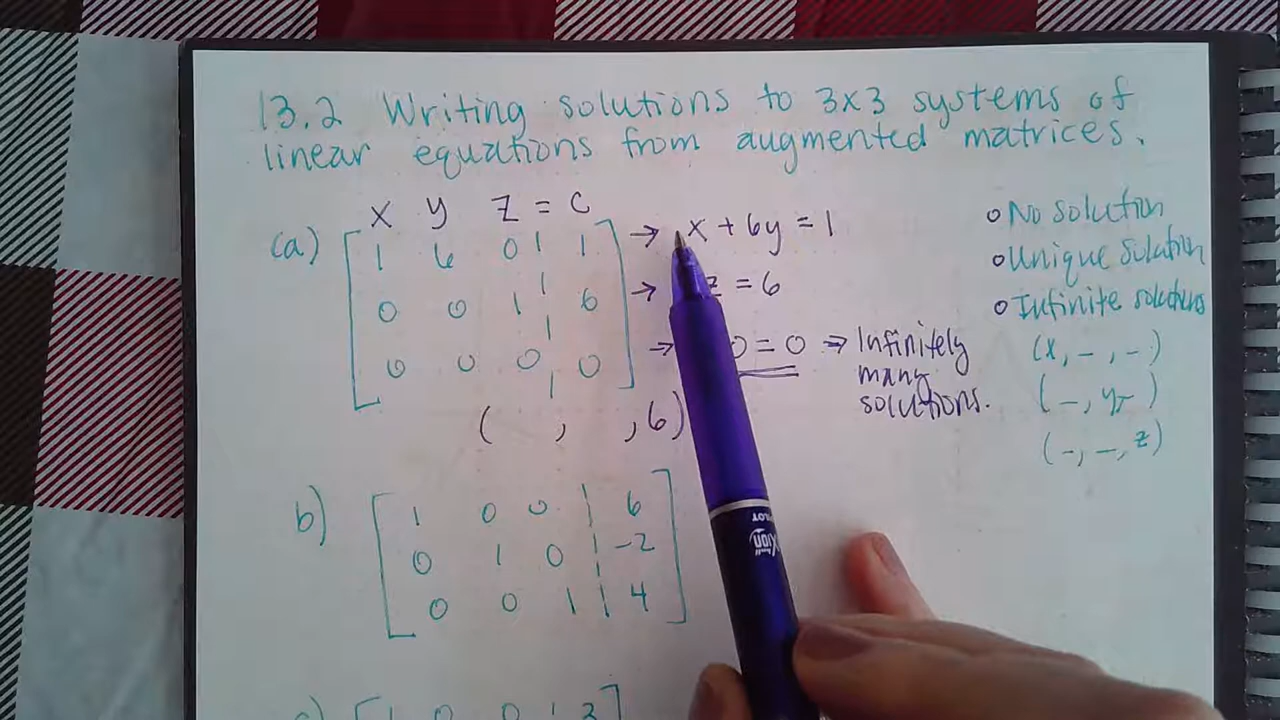 13.2 Writing solutions to 3x3 systems of
linear equations from augmented matrices.
x y z = c
(a) 1 6 0 | 1 → x + 6y = 1
0 0 1 | 6 → z = 6
0 0 0 | 0 → 0 = 0 ⇒ Infinitely
many
solutions.
( , , 6)
o No solution
o Unique solution
o Infinite solutions
(x, -, -)
(-, y, -)
(-, -, z)
b) 1 0 0 | 6
0 1 0 | -2
0 0 1 | 4
PILOT